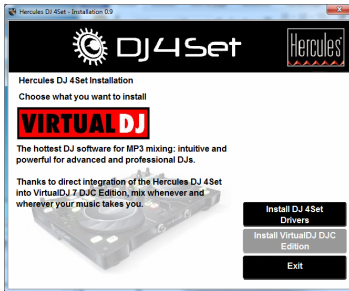 Hercules DJ 4Set - Installation 0.9
DJ4Set
Hercules
Hercules DJ 4Set Installation
Choose what you want to install
VIRTUALDJ
The hottest DJ software for MP3 mixing: intuitive and
powerful for advanced and professional DJs.
Thanks to direct integration of the Hercules DJ 4Set
into VirtualDJ 7 DJC Edition, mix whenever and
wherever your music takes you.
Install DJ 4Set
Drivers
Install VirtualDJ DJC
Edition
Exit